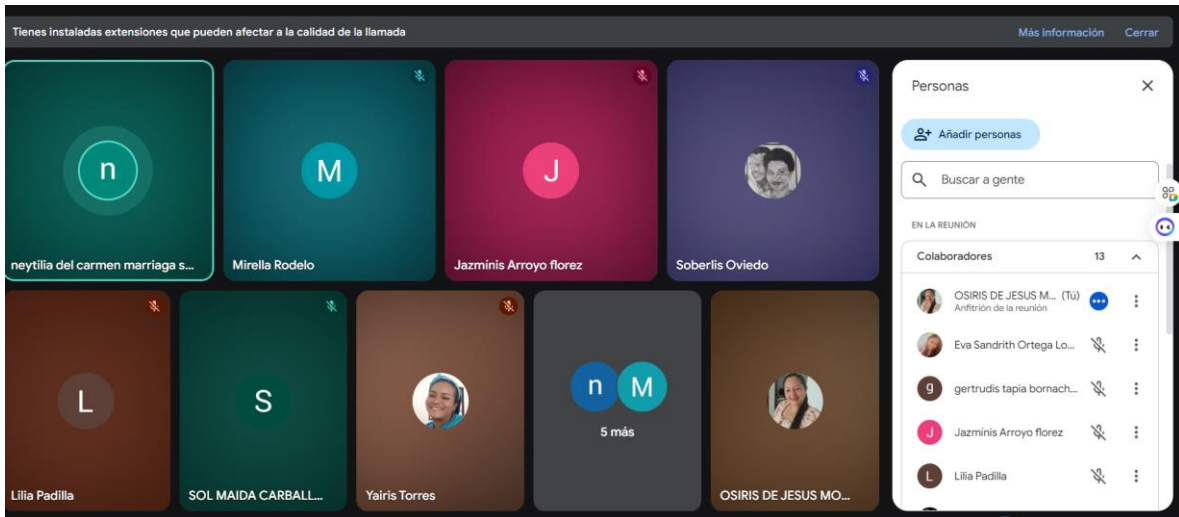 Tienes instaladas extensiones que pueden afectar a la calidad de la llamada
Más información
Cerrar
n
neytilia del carmen marriaga s...
M
Mirella Rodelo
J
Jazmínis Arroyo florez
Soberlis Oviedo
L
Lilia Padilla
S
SOL MAIDA CARBALL...
Yairis Torres
n M
5 más
OSIRIS DE JESUS MO...
Personas
Añadir personas
Buscar a gente
EN LA REUNIÓN
Colaboradores 13
OSIRIS DE JESUS M... (Tú)
Anfitrión de la reunión
Eva Sandrith Ortega Lo...
g
gertrudis tapia bornach...
J
Jazmínis Arroyo florez
L
Lilia Padilla